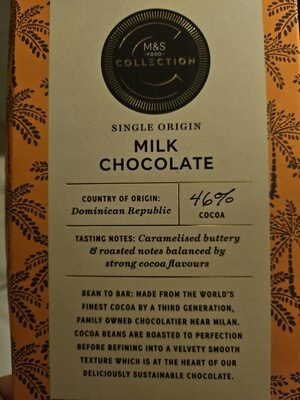 M&S
FOOD
COLLECTION
SINGLE ORIGIN
MILK
CHOCOLATE
COUNTRY OF ORIGIN:
Dominican Republic
46%
COCOA
TASTING NOTES: Caramelised buttery
& roasted notes balanced by
strong cocoa flavours
BEAN TO BAR: MADE FROM THE WORLD'S
FINEST COCOA BY A THIRD GENERATION,
FAMILY OWNED CHOCOLATIER NEAR MILAN.
COCOA BEANS ARE ROASTED TO PERFECTION
BEFORE REFINING INTO A VELVETY SMOOTH
TEXTURE WHICH IS AT THE HEART OF OUR
DELICIOUSLY SUSTAINABLE CHOCOLATE.